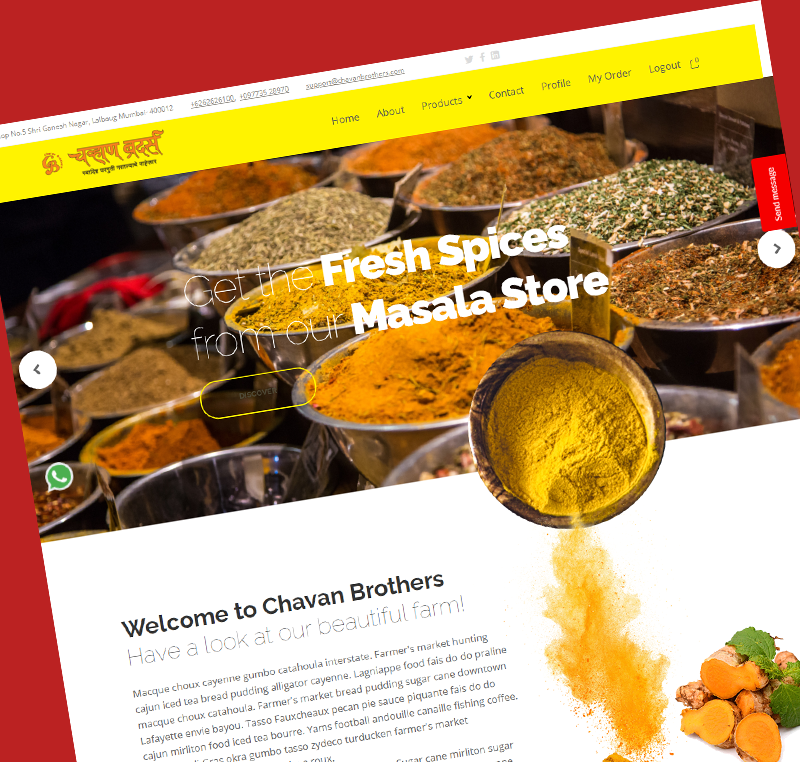 op No.5 Shri Ganesh Nagar, Lalbaug Mumbai- 400012 +6262626100, +097735 28970 support@chavanbrothers.com
चव्हाण ब्रदर्स
Home About Products Contact Profile My Order Logout 0
Send message
Get the Fresh Spices
from our Masala Store
DISCOVER
Welcome to Chavan Brothers
Have a look at our beautiful farm!
Macque choux cayenne gumbo catahoula interstate. Farmer's market hunting
cajun iced tea bread pudding alligator cayenne. Lagniappe food fais do do praline
macque choux catahoula. Farmer's market bread pudding sugar cane downtown
Lafayette envie bayou. Tasso Fauxcheaux pecan pie sauce piquante fais do do
cajun mirliton food iced tea bourre. Yams football andouille canaille fishing coffee.
Gras okra gumbo tasso zydeco turducken farmer's market
roux. Sugar cane mirliton sugar